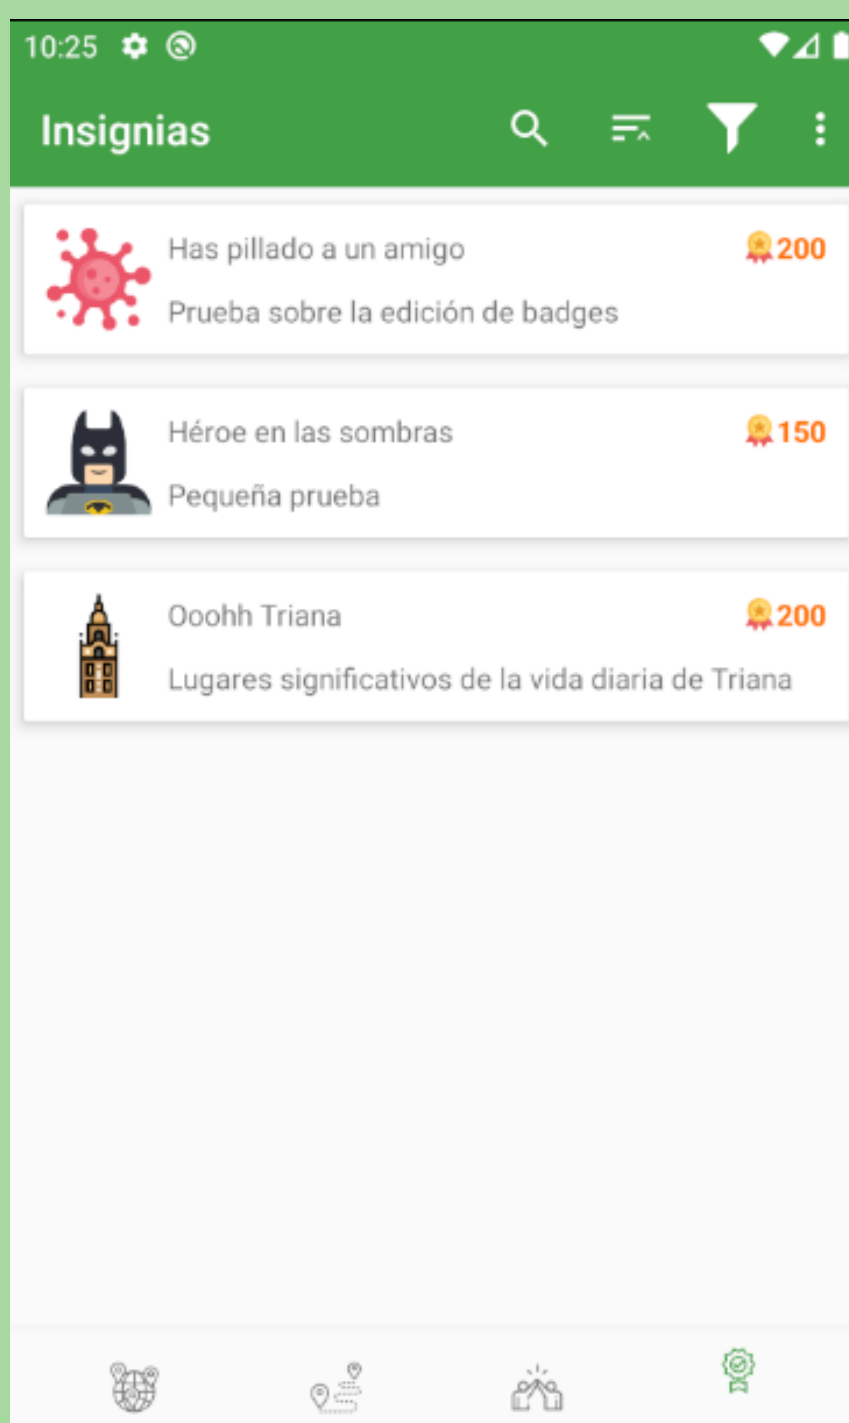 10:25
Insignias
Has pillado a un amigo 200
Prueba sobre la edición de badges
Héroe en las sombras 150
Pequeña prueba
Ooohh Triana 200
Lugares significativos de la vida diaria de Triana